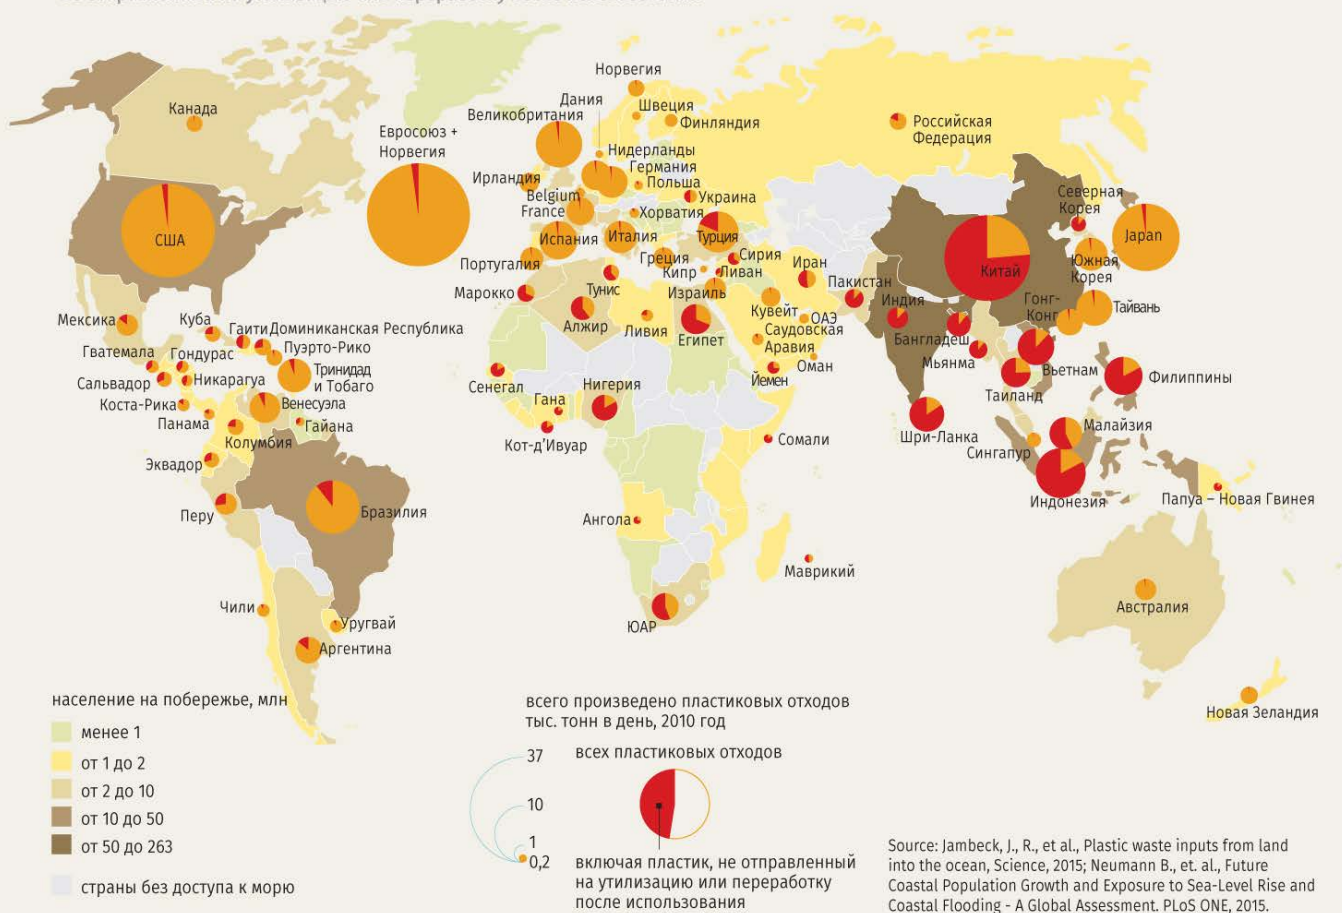 Канада
США
Евросоюз +
Норвегия
Норвегия
Дания
Швеция
Великобритания
Финляндия
Нидерланды
Германия
Ирландия
Польша
Belgium
Украина
France
Хорватия
Испания
Италия
Турция
Греция
Португалия
Кипр
Сирия
Ливан
Иран
Марокко
Тунис
Израиль
Алжир
Ливия
Египет
Кувейт
ОАЭ
Саудовская
Аравия
Оман
Йемен
Российская
Федерация
Северная
Корея
Japan
Китай
Южная
Корея
Пакистан
Индия
Гонг-
Конг
Тайвань
Бангладеш
Мьянма
Вьетнам
Таиланд
Филиппины
Шри-Ланка
Малайзия
Сингапур
Индонезия
Папуа – Новая Гвинея
Мексика
Куба
Гаити
Доминиканская Республика
Пуэрто-Рико
Гватемала
Гондурас
Тринидад
и Тобаго
Сальвадор
Никарагуа
Коста-Рика
Венесуэла
Панама
Гайана
Колумбия
Эквадор
Перу
Бразилия
Сенегал
Нигерия
Гана
Кот-д’Ивуар
Сомали
Ангола
Маврикий
ЮАР
Чили
Уругвай
Аргентина
Австралия
Новая Зеландия
население на побережье, млн
менее 1
от 1 до 2
от 2 до 10
от 10 до 50
от 50 до 263
страны без доступа к морю
всего произведено пластиковых отходов
тыс. тонн в день, 2010 год
37
10
1
0,2
всех пластиковых отходов
включая пластик, не отправленный
на утилизацию или переработку
после использования
Source: Jambeck, J., R., et al., Plastic waste inputs from land
into the ocean, Science, 2015; Neumann B., et. al., Future
Coastal Population Growth and Exposure to Sea-Level Rise and
Coastal Flooding - A Global Assessment. PLoS ONE, 2015.